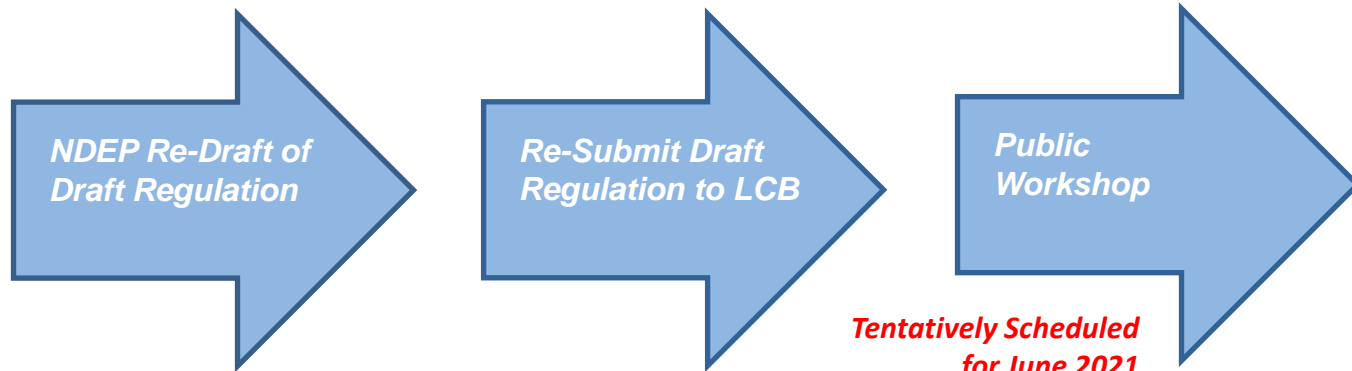 NDEP Re-Draft of
Draft Regulation
Re-Submit Draft
Regulation to LCB
Public
Workshop
Tentatively Scheduled
for June 2021